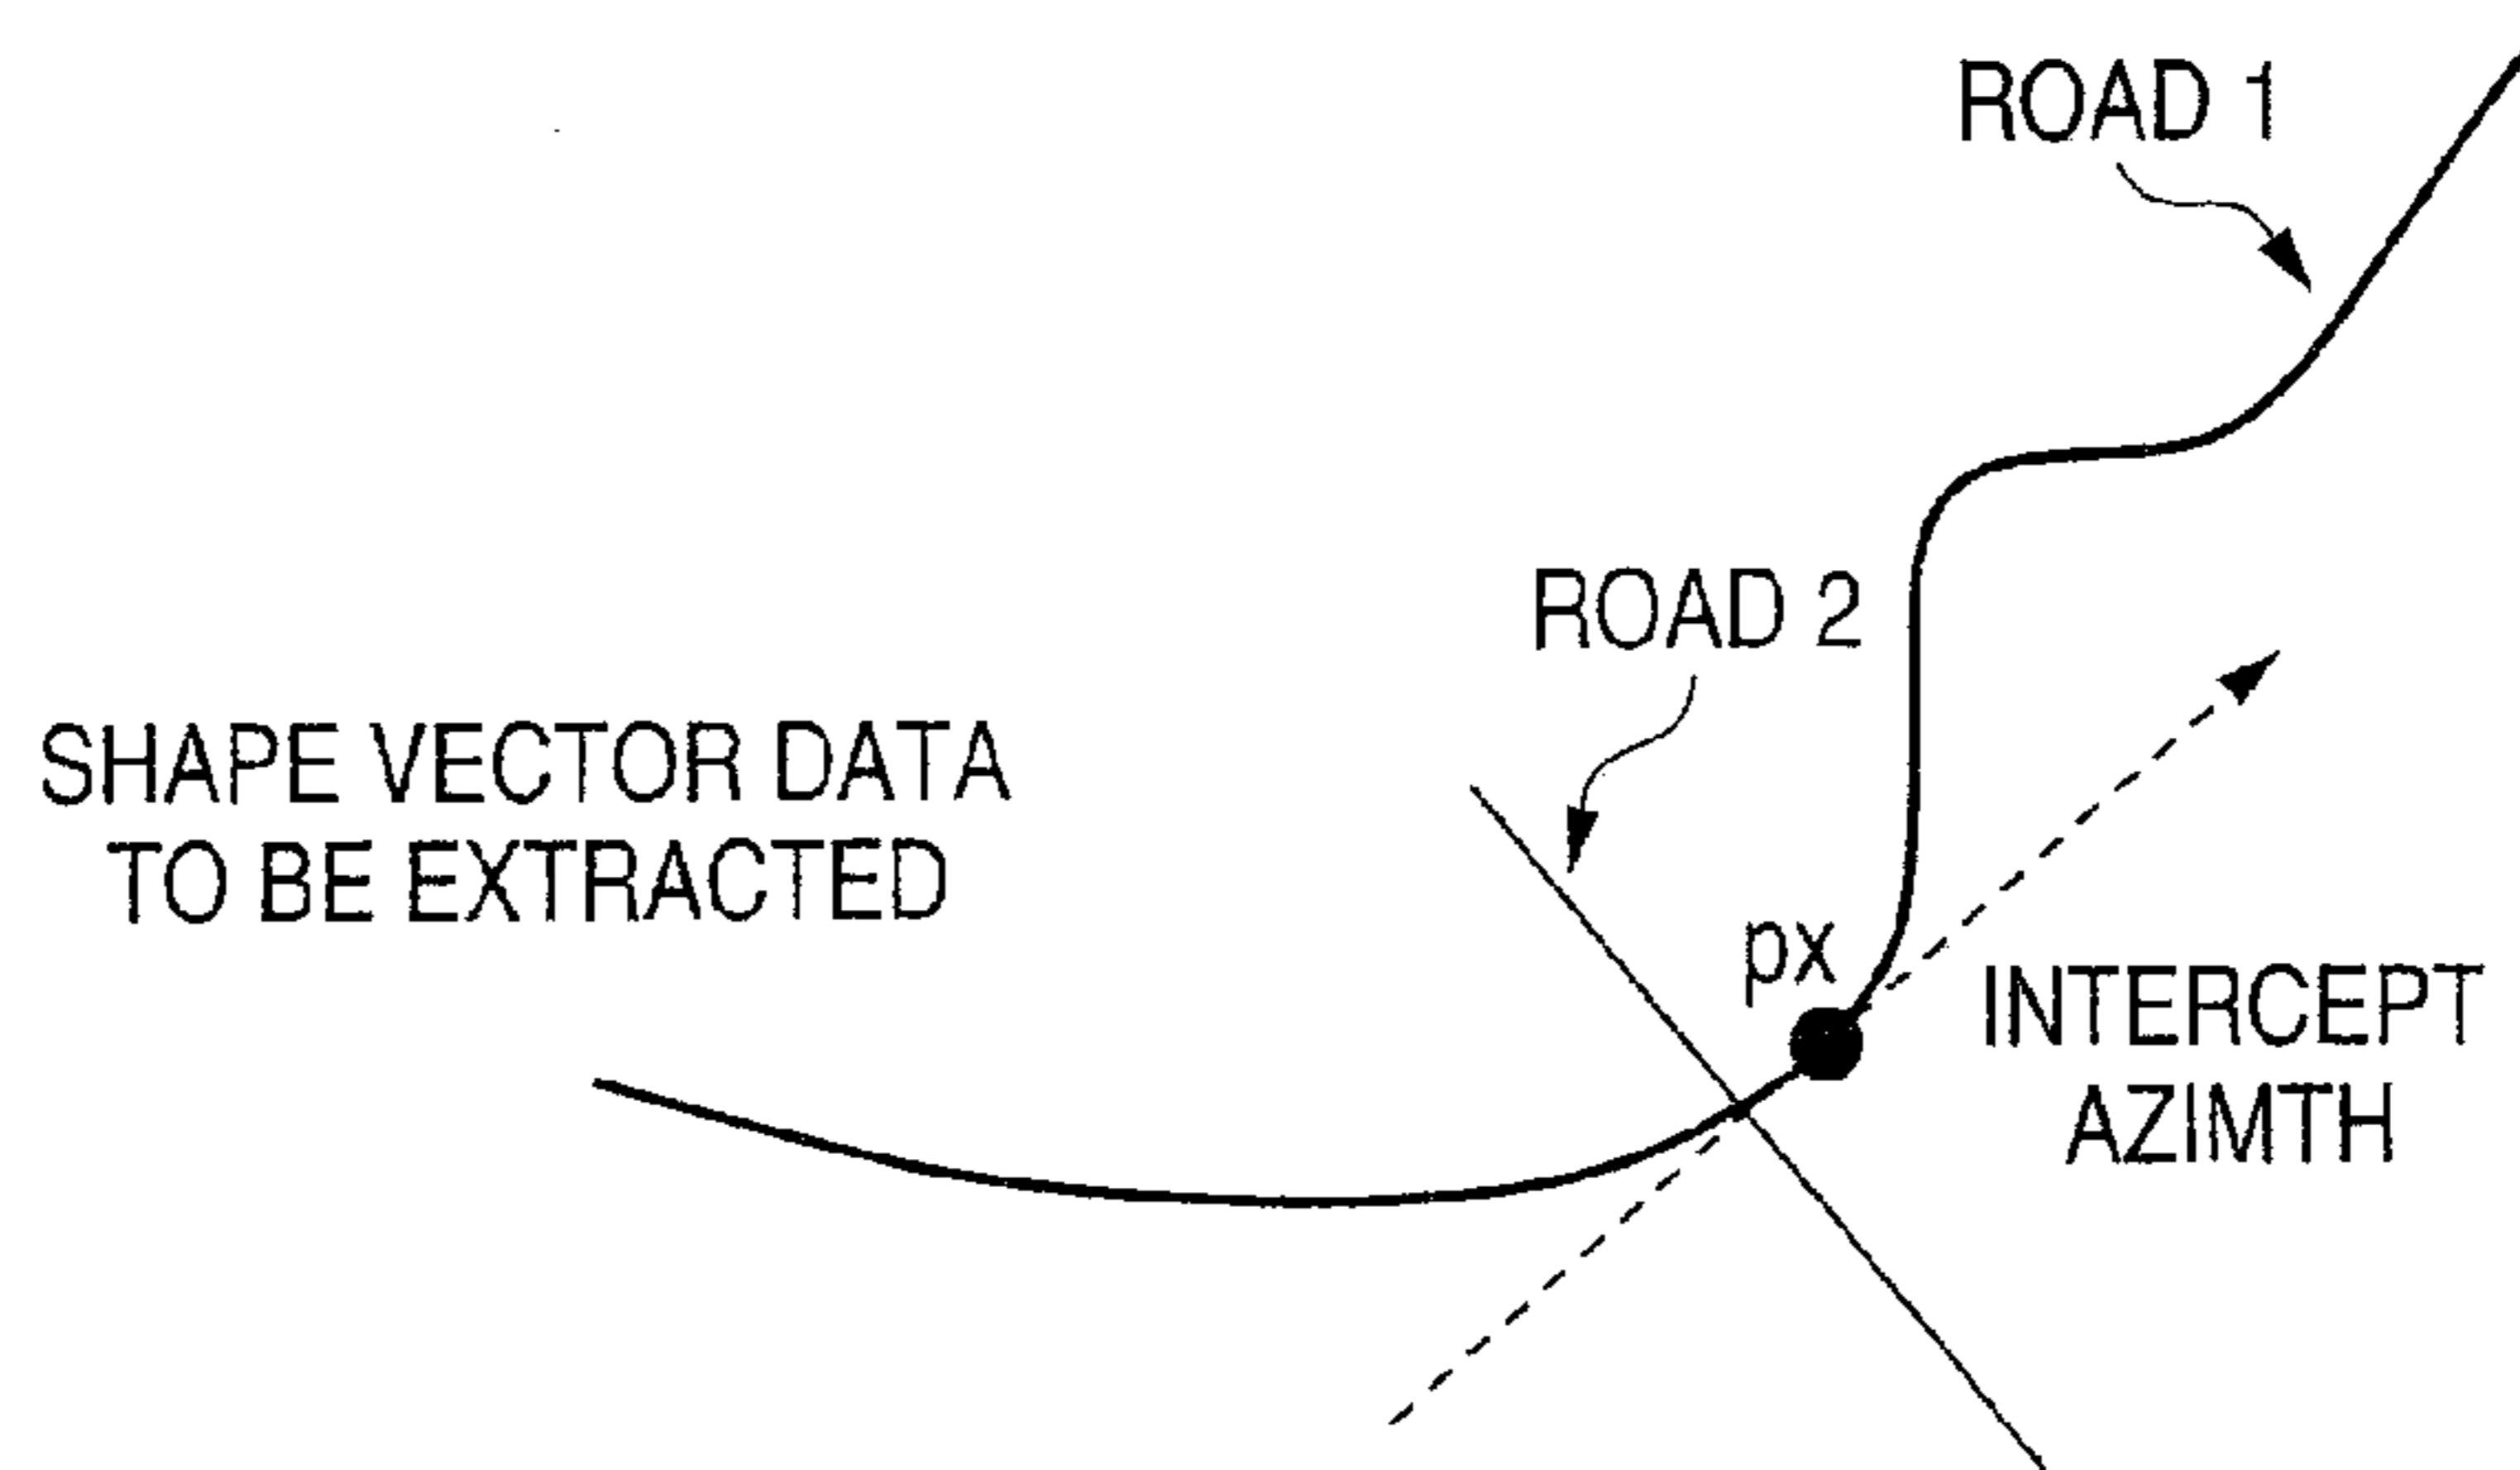 ROAD 1
ROAD 2
SHAPE VECTOR DATA
TO BE EXTRACTED
px
INTERCEPT
AZIMTH